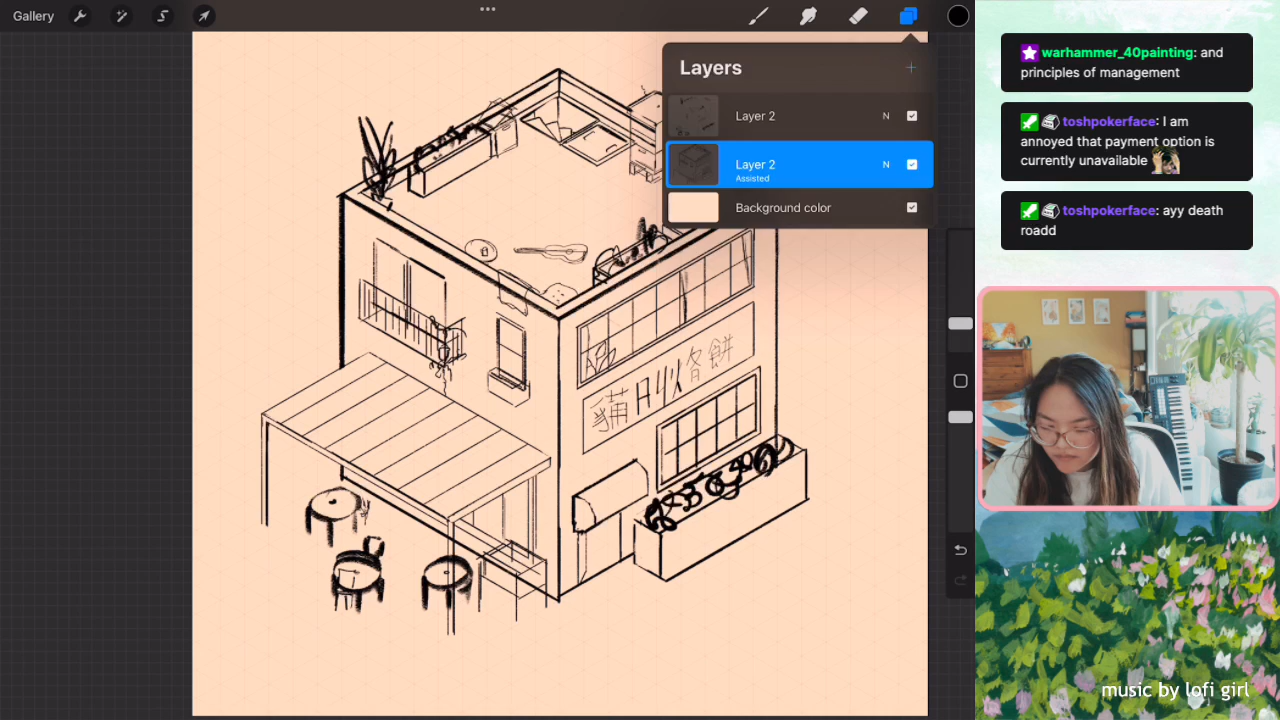 Gallery
Layers
Layer 2 N
Layer 2 N
Assisted
Background color
warhammer_40painting: and
principles of management
toshpokerface: I am
annoyed that payment option is
currently unavailable
toshpokerface: ayy death
roadd
music by lofi girl